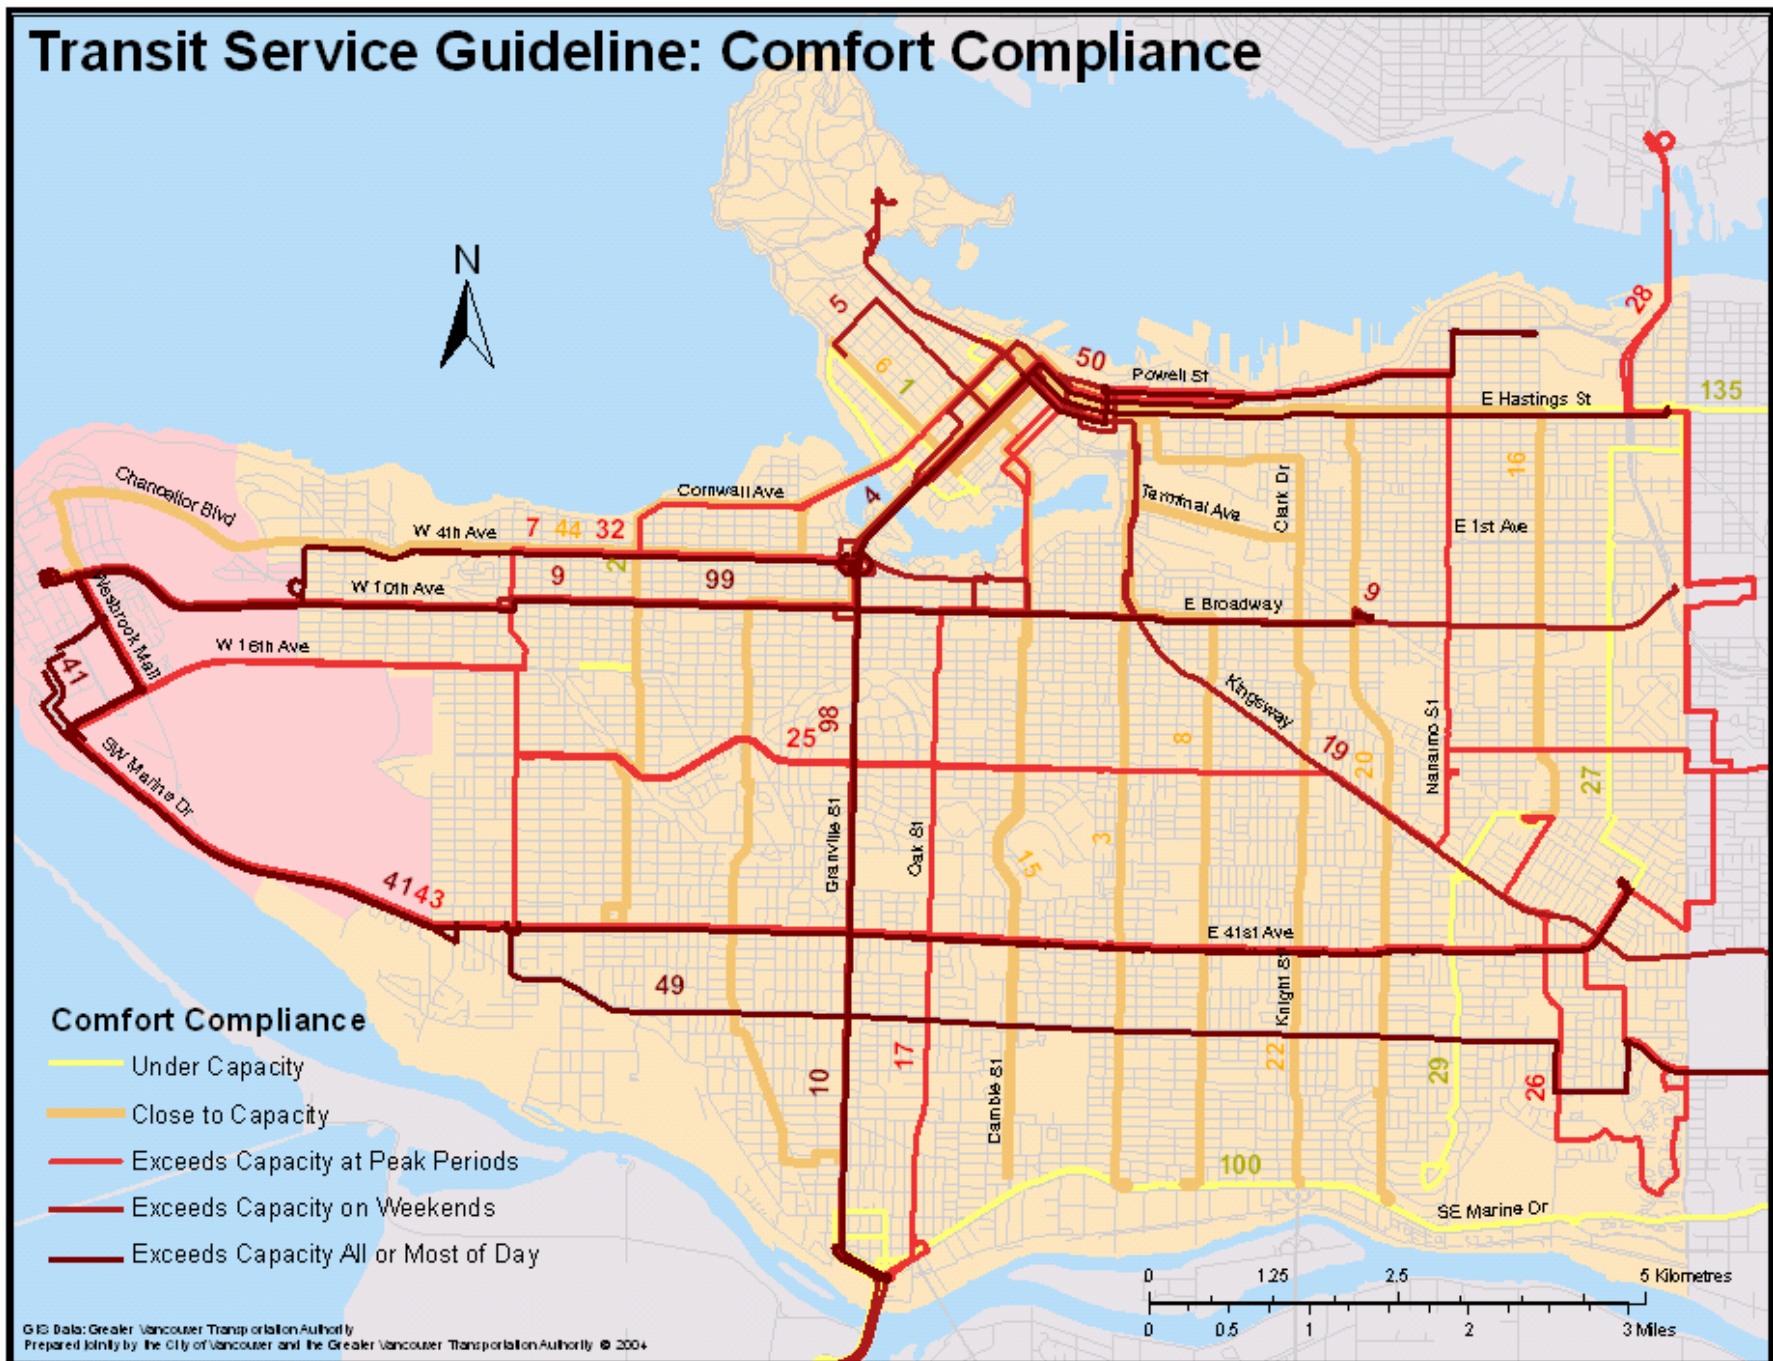 Transit Service Guideline: Comfort Compliance
N
28
5
50
Powell St
6
1
E Hastings St
135
Chancellor Blvd
Cornwall Ave
4
16
W 4th Ave
7 44 32
Terminal Ave
Clark Dr
E 1st Ave
2
W 10th Ave
9
99
9
E Broadway
Wesbrook Mall
W 16th Ave
41
Kingsway
98
25
8
19
20
Nanaimo St
27
SW Marine Dr
Granville St
Oak St
15
3
41 43
E 41st Ave
49
Knight St
Comfort Compliance
Under Capacity
Close to Capacity
Exceeds Capacity at Peak Periods
Exceeds Capacity on Weekends
Exceeds Capacity All or Most of Day
10
17
Cambie St
22
29
26
100
SE Marine Dr
0 1.25 2.5 5 Kilometres
0 0.5 1 2 3 Miles
GIS Data: Greater Vancouver Transportation Authority
Prepared jointly by the City of Vancouver and the Greater Vancouver Transportation Authority © 2004